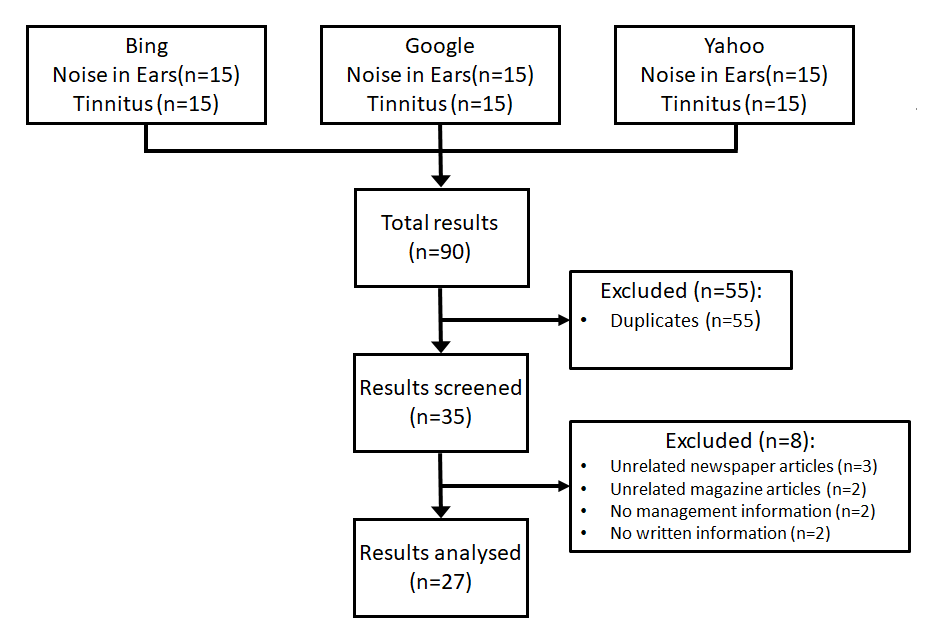 Bing
Noise in Ears(n=15)
Tinnitus (n=15)
Google
Noise in Ears(n=15)
Tinnitus (n=15)
Yahoo
Noise in Ears(n=15)
Tinnitus (n=15)
Total results
(n=90)
Excluded (n=55):
• Duplicates (n=55)
Results screened
(n=35)
Excluded (n=8):
• Unrelated newspaper articles (n=3)
• Unrelated magazine articles (n=2)
• No management information (n=2)
• No written information (n=2)
Results analysed
(n=27)